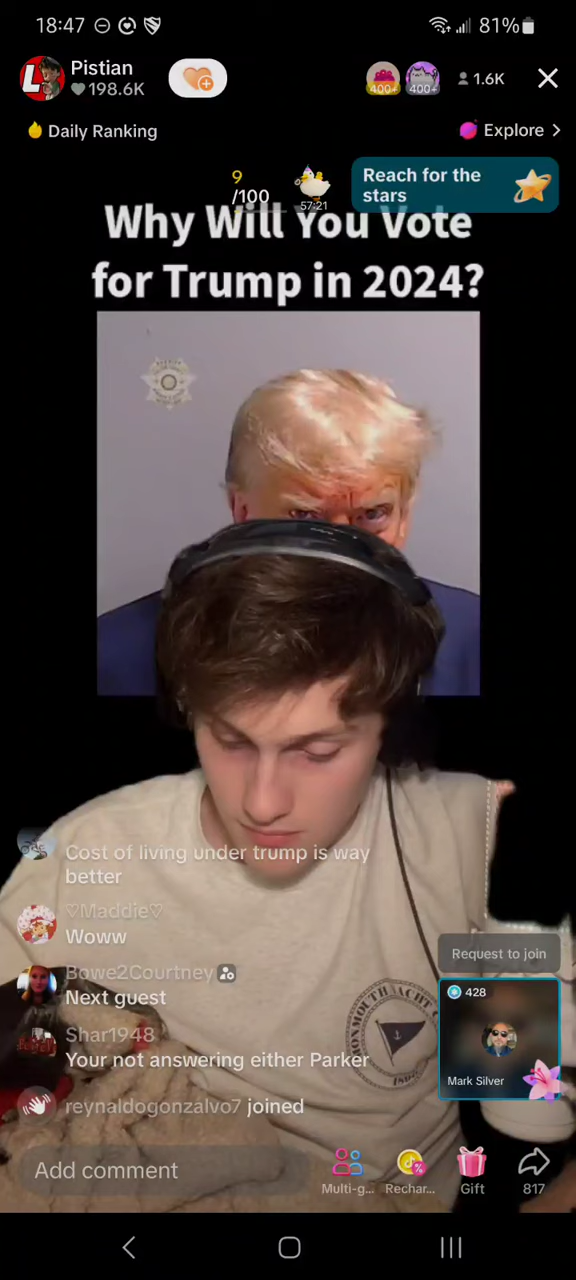 18:47
81%
Pistian
198.6K
400+
400+
1.6K
Daily Ranking
Explore
9
/100
57:21
Reach for the
stars
Why Will You Vote
for Trump in 2024?
Cost of living under trump is way
better
♡Maddie♡
Woww
Bowe2Courtney
Next guest
Shar1948
Your not answering either Parker
reynaldogonzalvo7 joined
Request to join
428
Mark Silver
MONMOUTH YACHT C
Add comment
Multi-g...
Rechar...
Gift
817